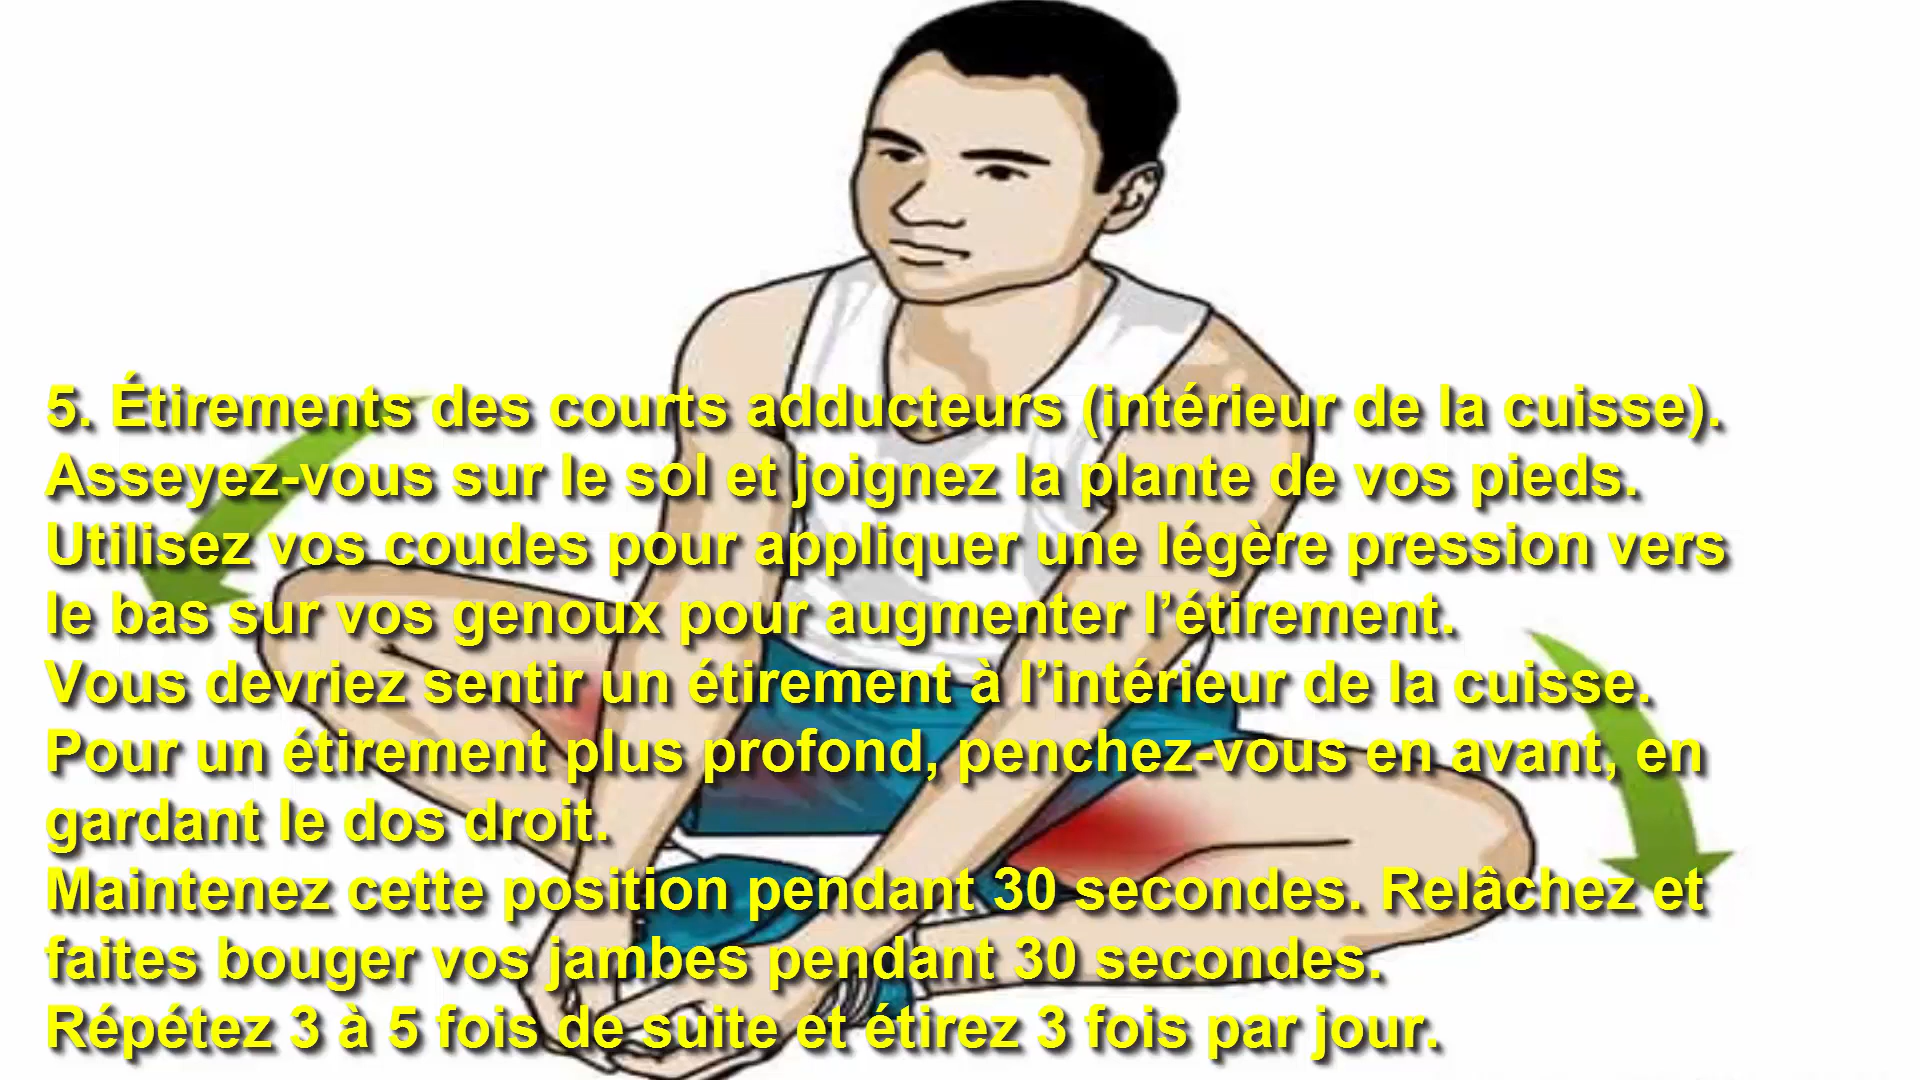 5. Étirements des courts adducteurs (intérieur de la cuisse).
Asseyez-vous sur le sol et joignez la plante de vos pieds.
Utilisez vos coudes pour appliquer une légère pression vers
le bas sur vos genoux pour augmenter l’étirement.
Vous devriez sentir un étirement à l’intérieur de la cuisse.
Pour un étirement plus profond, penchez-vous en avant, en
gardant le dos droit.
Maintenez cette position pendant 30 secondes. Relâchez et
faites bouger vos jambes pendant 30 secondes.
Répétez 3 à 5 fois de suite et étirez 3 fois par jour.